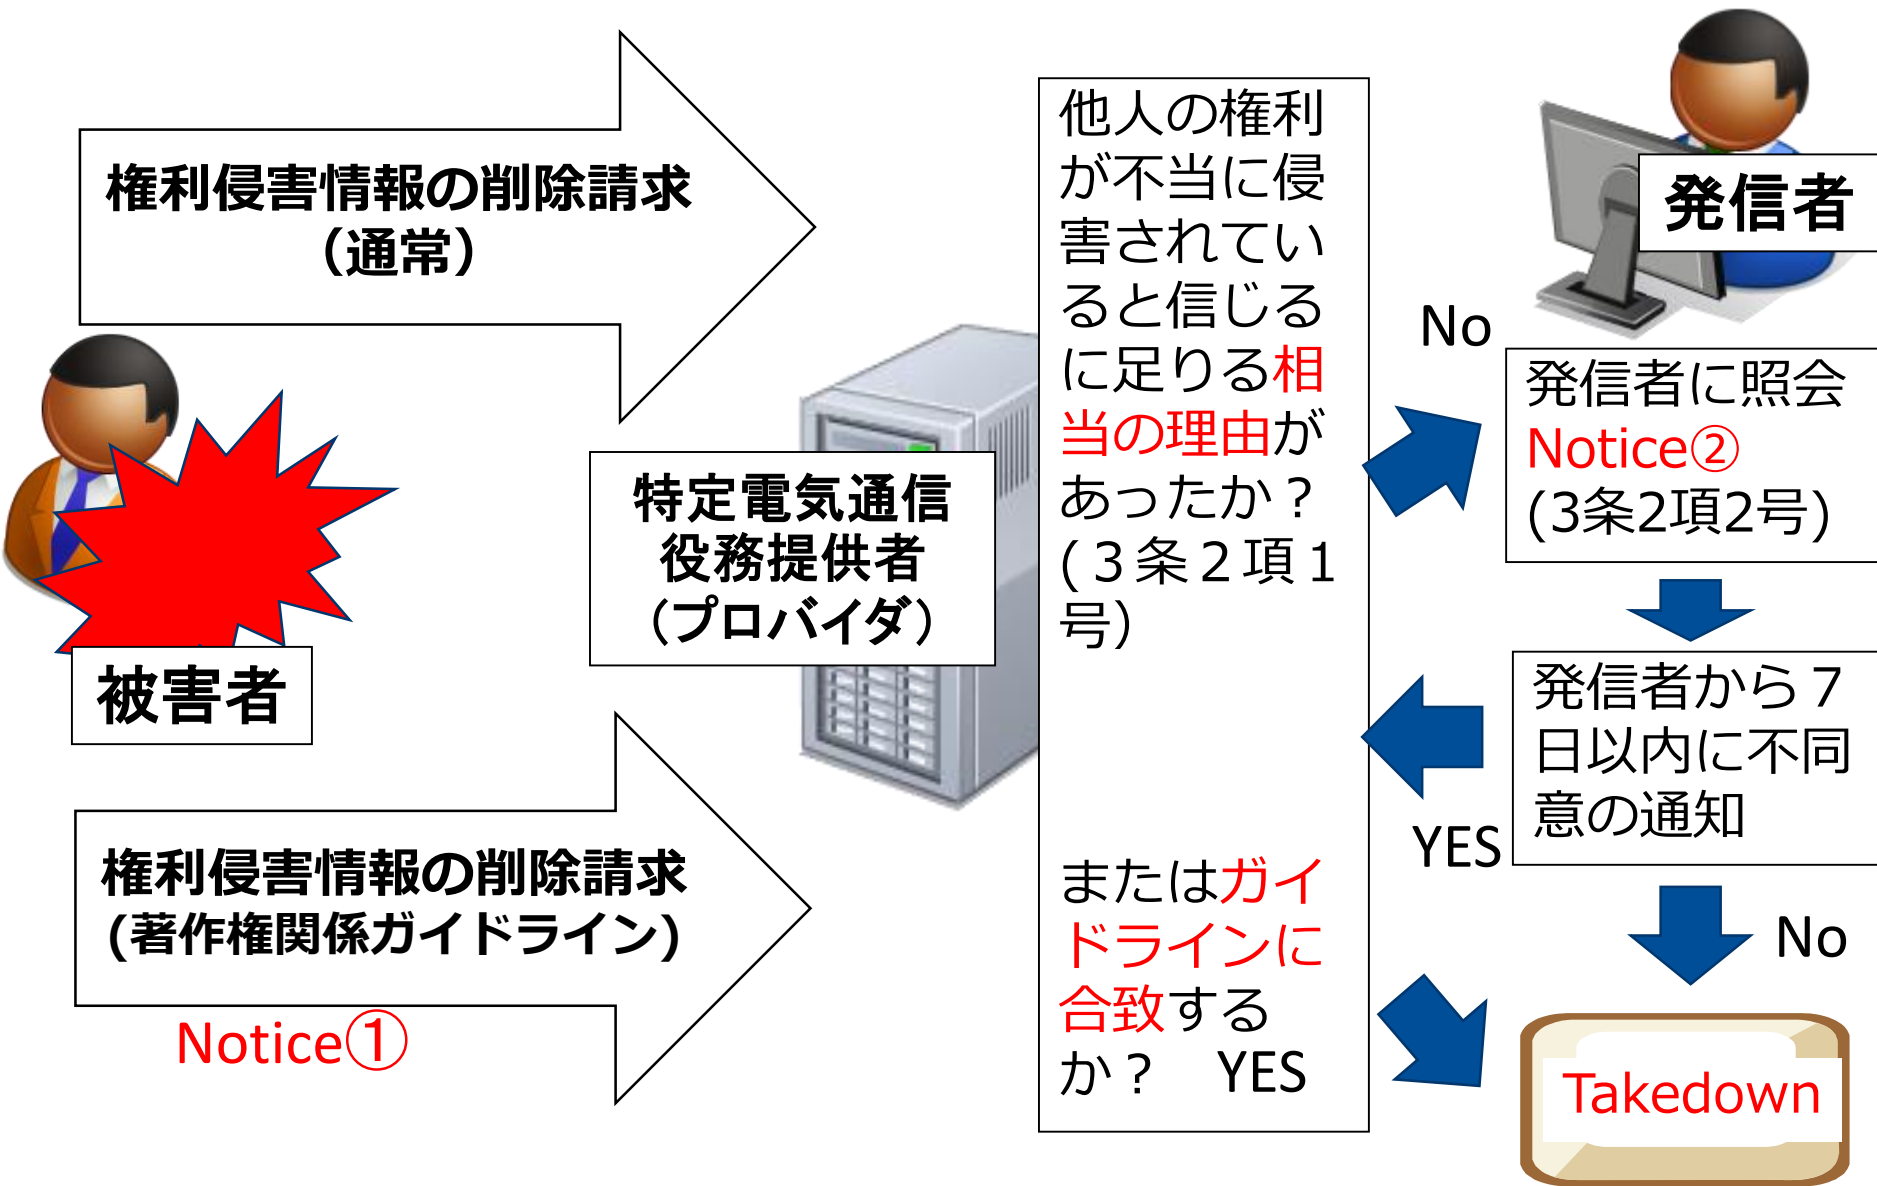 権利侵害情報の削除請求
（通常）
被害者
権利侵害情報の削除請求
(著作権関係ガイドライン)
Notice①
特定電気通信
役務提供者
（プロバイダ）
他人の権利
が不当に侵
害されてい
ると信じる
に足りる相
当の理由が
あったか？
(３条２項１
号）
または​ガイ
ドラインに
合致する
か？　YES
発信者
No
発信者に照会
Notice②
(3条2項2号)
発信者から７
日以内に不同
意の通知
YES
No
Takedown